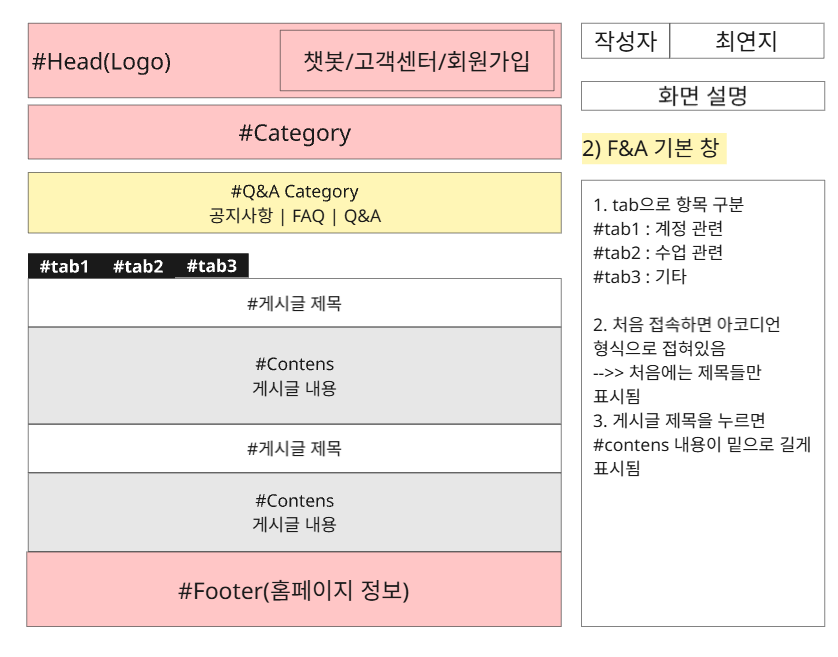 #Head(Logo)
챗봇/고객센터/회원가입
#Category
#Q&A Category
공지사항 | FAQ | Q&A
#tab1 #tab2 #tab3
#게시글 제목
#Contens
게시글 내용
#게시글 제목
#Contens
게시글 내용
#Footer(홈페이지 정보)
작성자 최연지
화면 설명
2) F&A 기본 창
1. tab으로 항목 구분
#tab1 : 계정 관련
#tab2 : 수업 관련
#tab3 : 기타
2. 처음 접속하면 아코디언
형식으로 접혀있음
-->> 처음에는 제목들만
표시됨
3. 게시글 제목을 누르면
#contens 내용이 밑으로 길게
표시됨